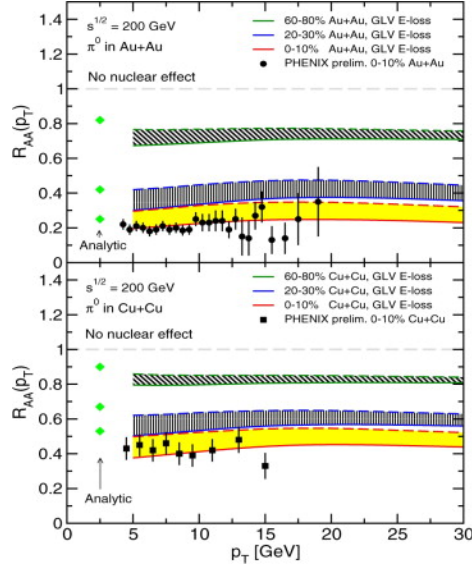 s^1/2 = 200 GeV
π⁰ in Au+Au
60-80% Au+Au, GLV E-loss
20-30% Au+Au, GLV E-loss
0-10% Au+Au, GLV E-loss
PHENIX prelim. 0-10% Au+Au
No nuclear effect
Analytic
R_AA(p_T)
1.4
1.2
1
0.8
0.6
0.4
0.2
0
s^1/2 = 200 GeV
π⁰ in Cu+Cu
60-80% Cu+Cu, GLV E-loss
20-30% Cu+Cu, GLV E-loss
0-10% Cu+Cu, GLV E-loss
PHENIX prelim. 0-10% Cu+Cu
No nuclear effect
Analytic
R_AA(p_T)
1.4
1.2
1
0.8
0.6
0.4
0.2
0
0 5 10 15 20 25 30
p_T [GeV]